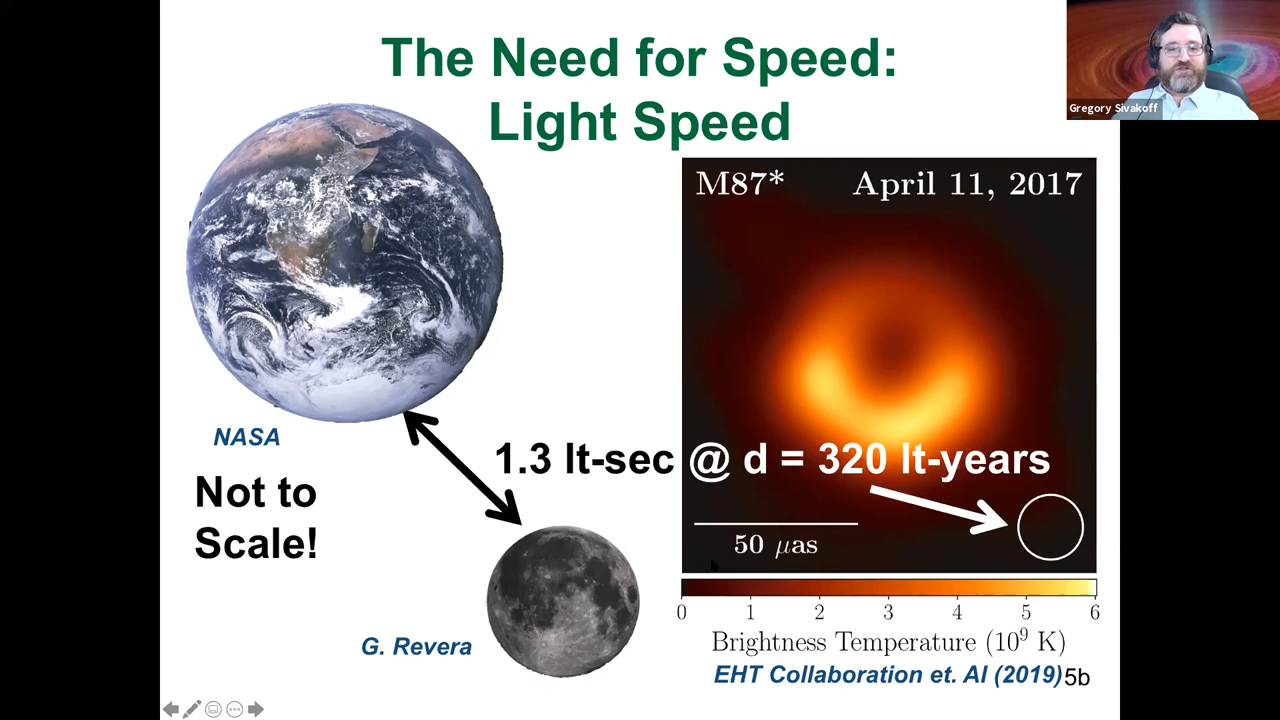 The Need for Speed:
Light Speed
Gregory Sivakoff
M87*
April 11, 2017
NASA
Not to
Scale!
1.3 lt-sec @ d = 320 lt-years
50 μas
G. Revera
0 1 2 3 4 5 6
Brightness Temperature (10⁹ K)
EHT Collaboration et. Al (2019)
5b